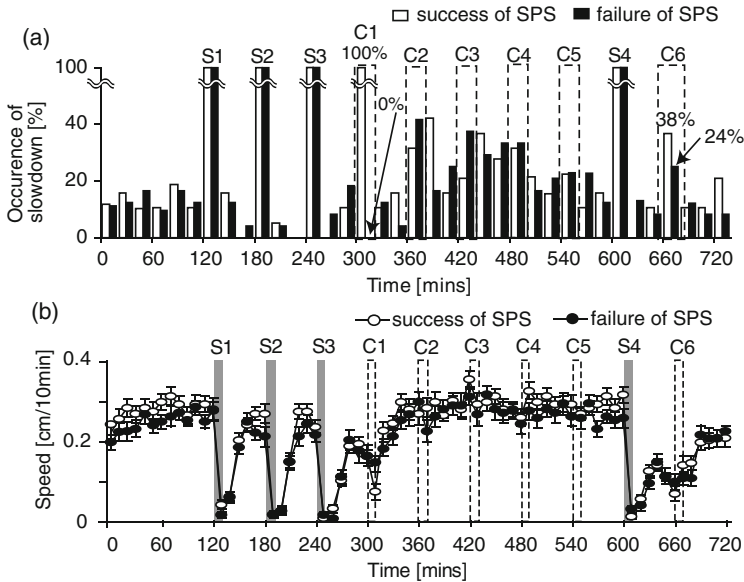 success of SPS failure of SPS
(a)
S1 S2 S3 C1 C2 C3 C4 C5 S4 C6
100%
0%
38%
24%
100
40
20
10
0
Occurence of
slowdown [%]
0 60 120 180 240 300 360 420 480 540 600 660 720
Time [mins]
(b)
success of SPS failure of SPS
S1 S2 S3 C1 C2 C3 C4 C5 S4 C6
0.4
0.2
0
Speed [cm/10min]
0 60 120 180 240 300 360 420 480 540 600 660 720
Time [mins]